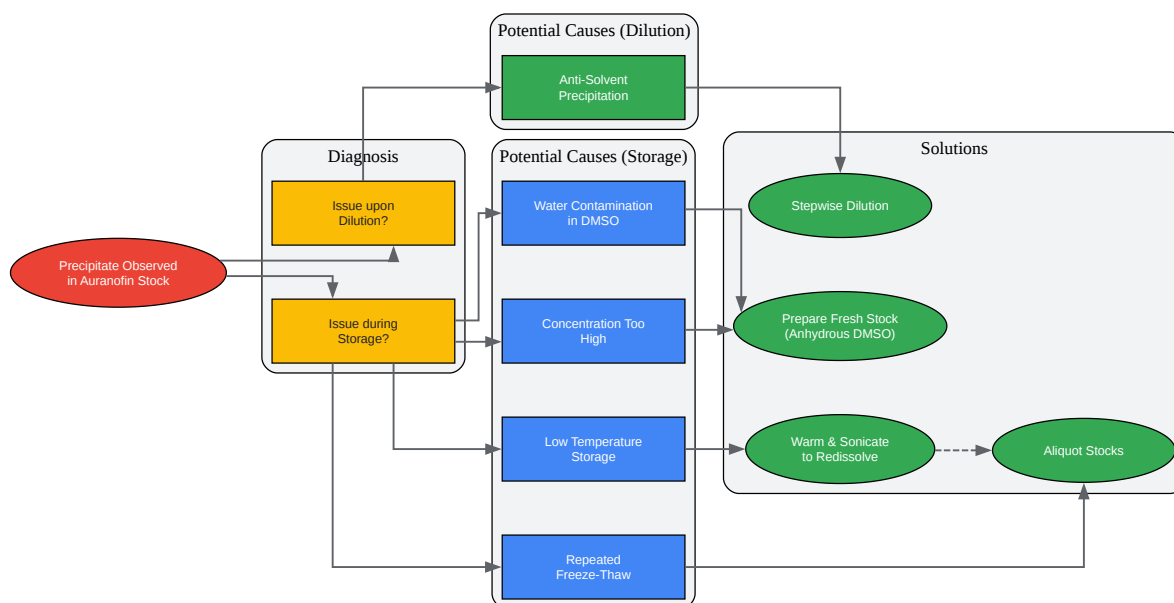 Potential Causes (Dilution)
Anti-Solvent
Precipitation
Diagnosis
Potential Causes (Storage)
Solutions
Issue upon
Dilution?
Water Contamination
in DMSO
Stepwise Dilution
Precipitate Observed
in Auranofin Stock
Issue during
Storage?
Concentration Too
High
Prepare Fresh Stock
(Anhydrous DMSO)
Low Temperature
Storage
Warm & Sonicate
to Redissolve
Aliquot Stocks
Repeated
Freeze-Thaw